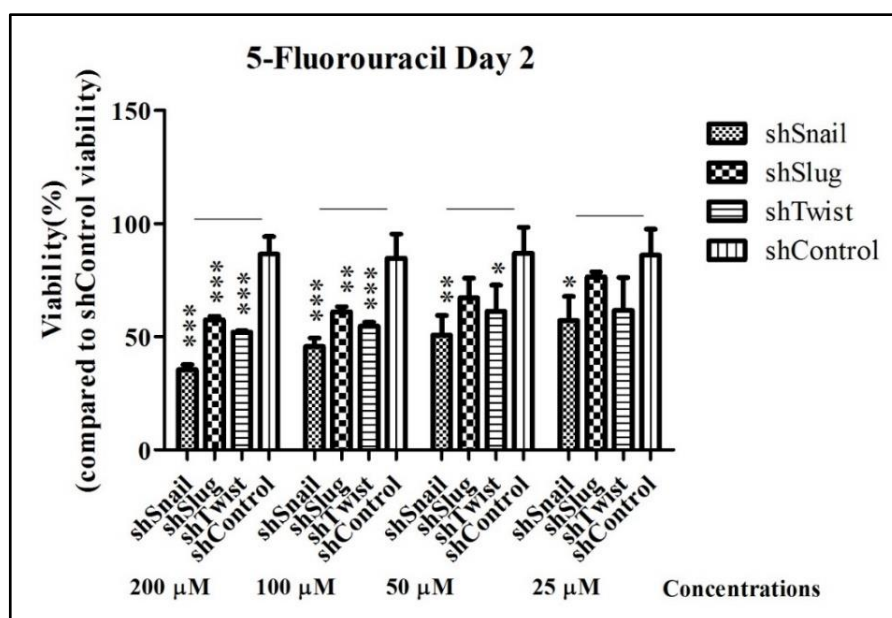 5-Fluorouracil Day 2
Viability(%)
(compared to shControl viability)
150
100
50
0
shSnail
shSlug
shTwist
shControl
***
***
***
***
**
***
**
*
*
shSnail
shSlug
shTwist
shControl
shSnail
shSlug
shTwist
shControl
shSnail
shSlug
shTwist
shControl
shSnail
shSlug
shTwist
shControl
200 µM 100 µM 50 µM 25 µM Concentrations